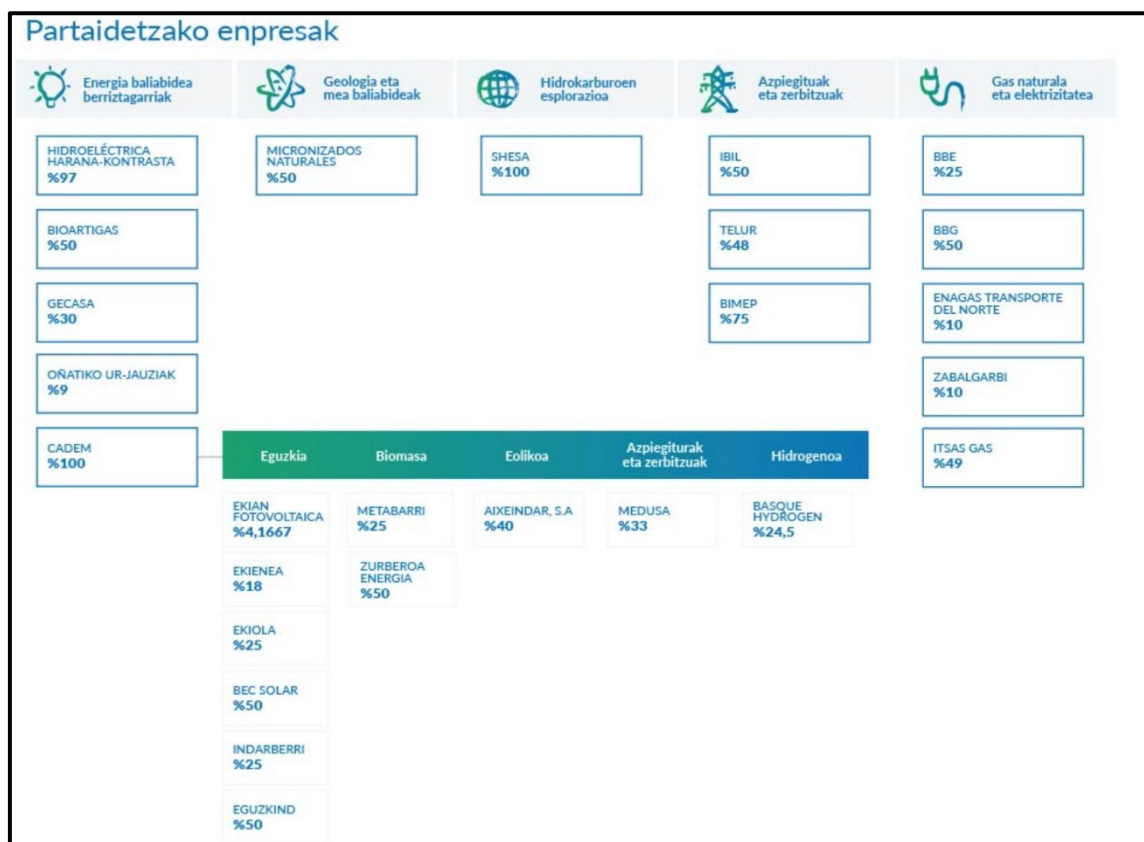 Partaidetzako enpresak
Energia baliabidea
berriztagarriak
Geologia eta
mea baliabideak
Hidrokarburoen
esplorazioa
Azpiegituak
eta zerbitzuak
Gas naturala
eta elektrizitatea
HIDROELÉCTRICA
HARANA-KONTRASTA
%97
BIOARTIGAS
%50
GECASA
%30
OÑATIKO UR-JAUZIAK
%9
CADEM
%100
MICRONIZADOS
NATURALES
%50
SHESA
%100
IBIL
%50
TELUR
%48
BIMEP
%75
BBE
%25
BBG
%50
ENAGAS TRANSPORTE
DEL NORTE
%10
ZABALGARBI
%10
ITSAS GAS
%49
Eguzkia
Biomasa
Eolikoa
Azpiegiturak
eta zerbitzuak
Hidrogenoa
EKIAN
FOTOVOLTAICA
%4,1667
EKIENEA
%18
EKIOLA
%25
BEC SOLAR
%50
INDARBERRI
%25
EGUZKIND
%50
METABARRI
%25
ZURBEROA
ENERGIA
%50
AIXEINDAR, S.A
%40
MEDUSA
%33
BASQUE
HYDROGEN
%24,5